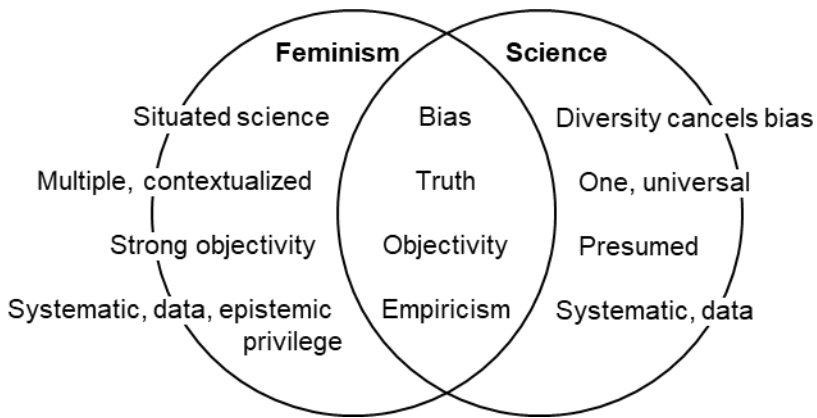 Feminism Science
Situated science Bias Diversity cancels bias
Multiple, contextualized Truth One, universal
Strong objectivity Objectivity Presumed
Systematic, data, epistemic Empiricism Systematic, data
privilege